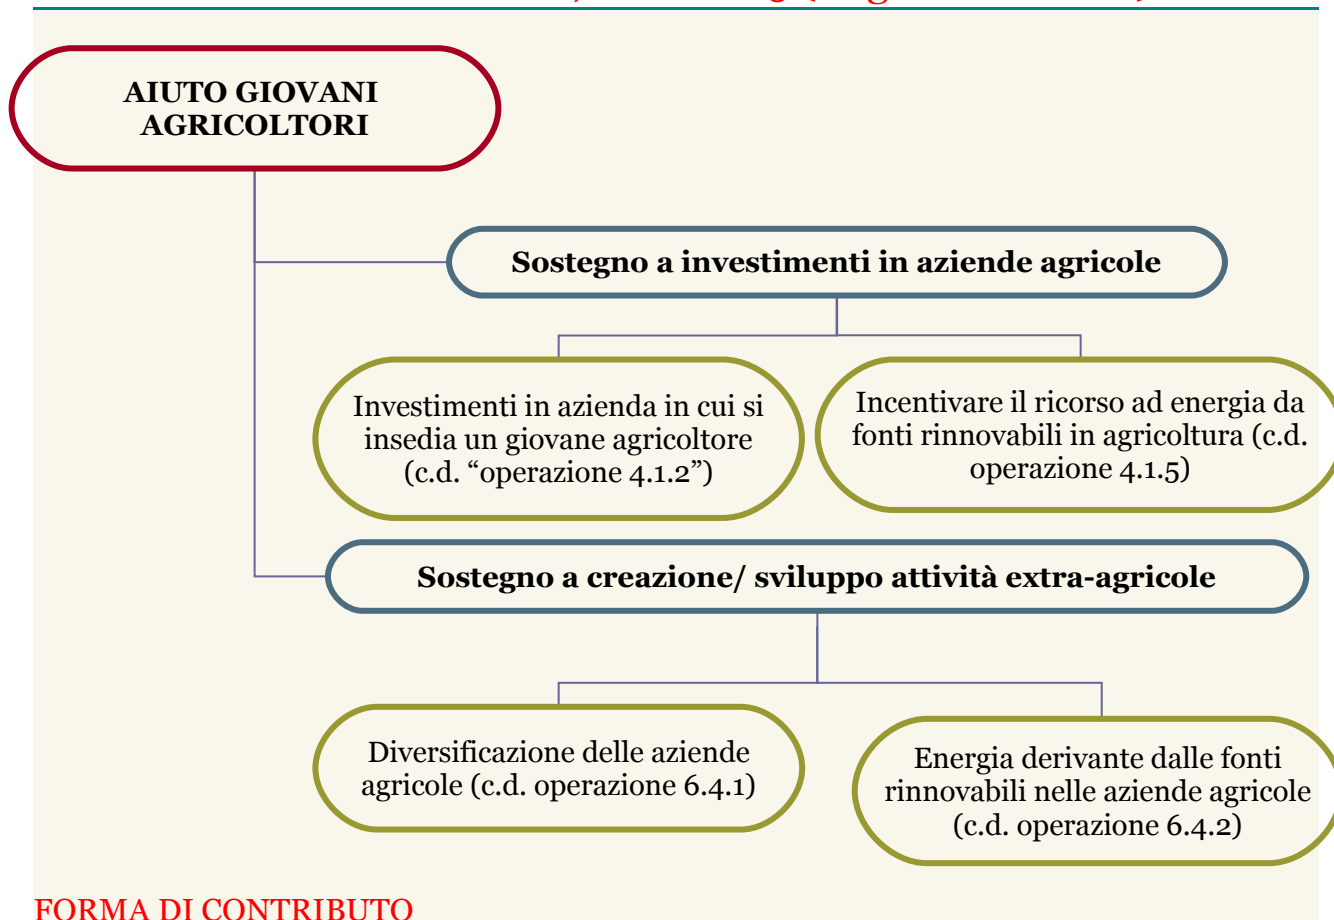 AIUTO GIOVANI
AGRICOLTORI
Sostegno a investimenti in aziende agricole
Investimenti in azienda in cui si
insedia un giovane agricoltore
(c.d. “operazione 4.1.2”)
Incentivare il ricorso ad energia da
fonti rinnovabili in agricoltura (c.d.
operazione 4.1.5)
Sostegno a creazione/ sviluppo attività extra-agricole
Diversificazione delle aziende
agricole (c.d. operazione 6.4.1)
Energia derivante dalle fonti
rinnovabili nelle aziende agricole
(c.d. operazione 6.4.2)
FORMA DI CONTRIBUTO